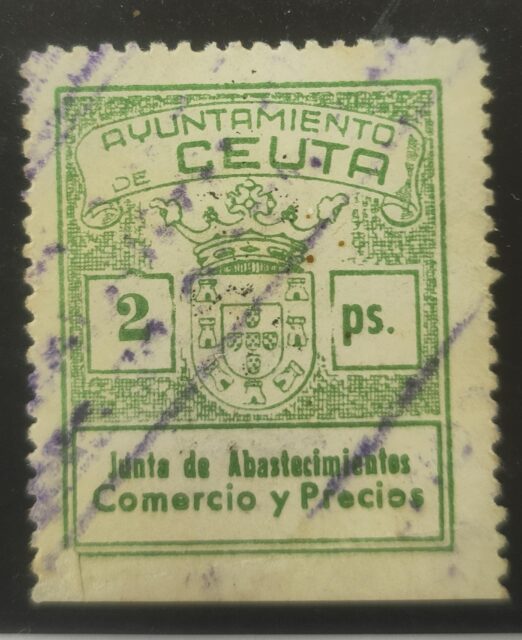 AYUNTAMIENTO
DE CEUTA
2 ps.
Junta de Abastecimientos
Comercio y Precios